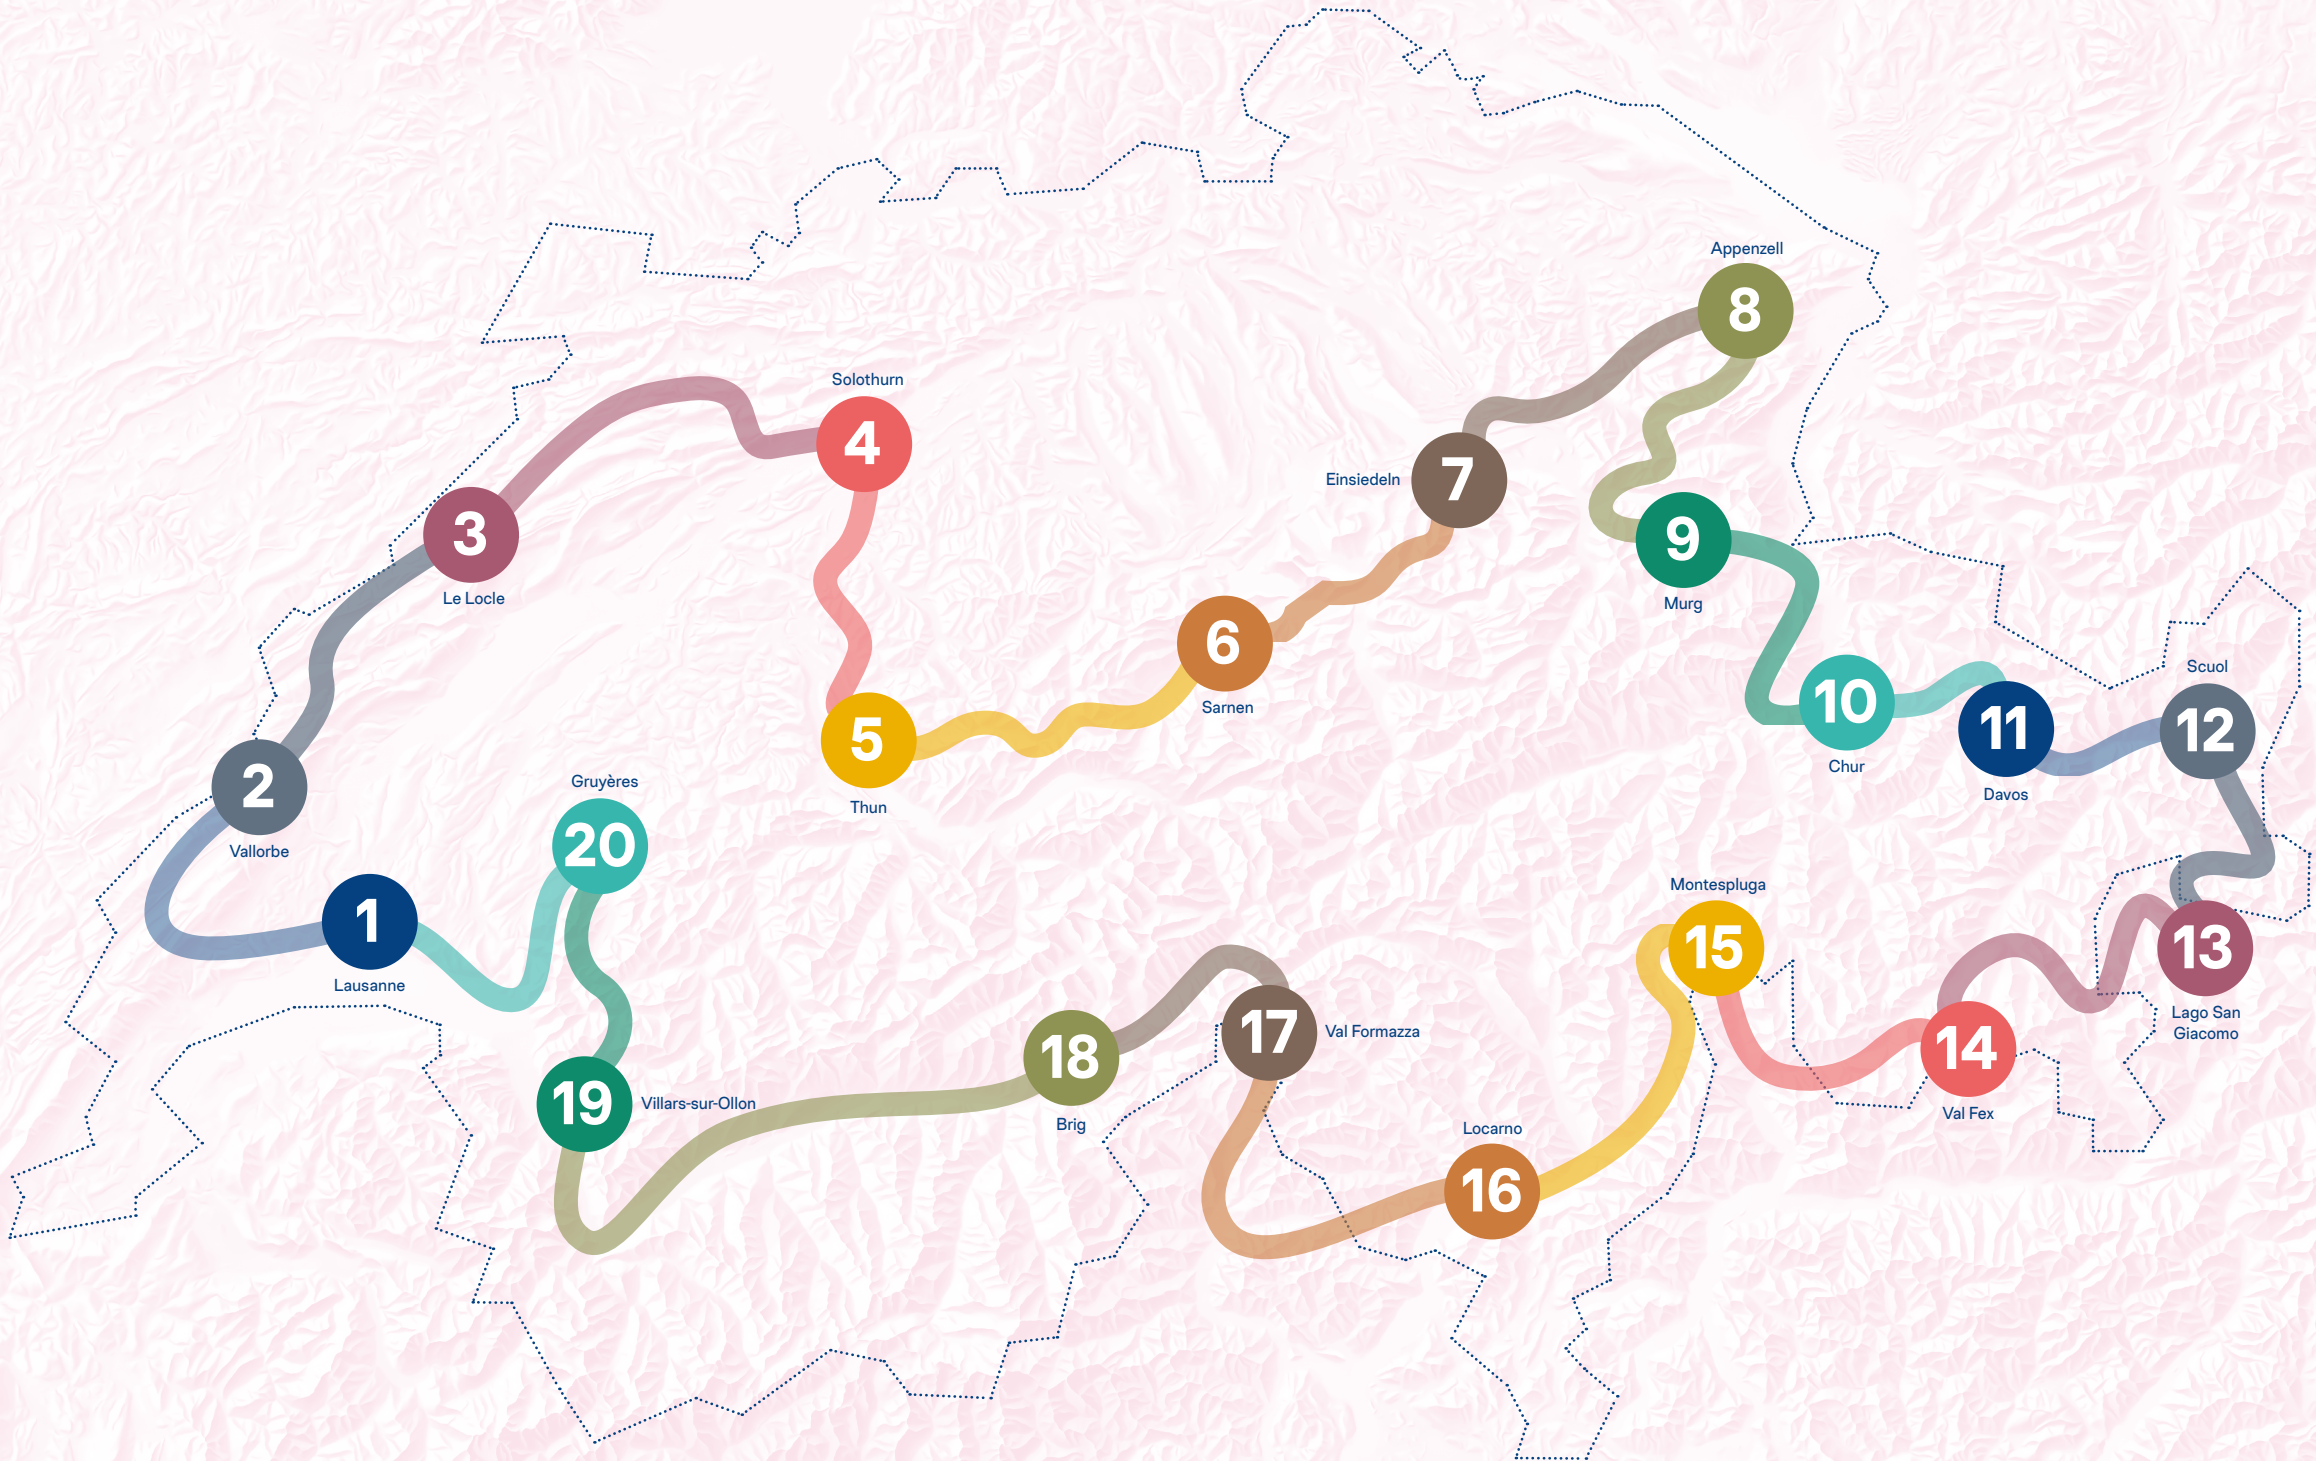 1
Lausanne
2
Vallorbe
3
Le Locle
Solothurn
4
5
Thun
6
Sarnen
Einsiedeln
7
Appenzell
8
9
Murg
10
Chur
11
Davos
Scuol
12
13
Lago San
Giacomo
14
Val Fex
Montespluga
15
Locarno
16
17
Val Formazza
18
Brig
19
Villars-sur-Ollon
Gruyères
20